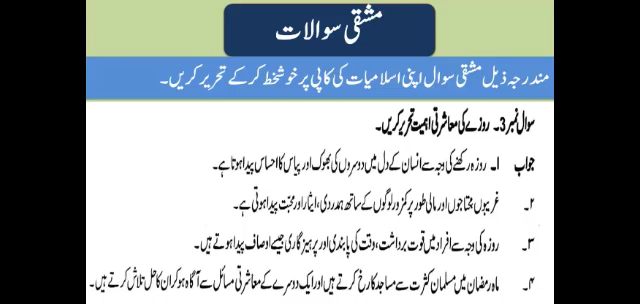 مشقی سوالات
مندرجہ ذیل مشقی سوال اپنی اسلامیات کی کاپی پر خوشخط کر کے تحریر کریں۔
سوال نمبر 3۔ روزے کی معاشرتی اہمیت تحریر کریں۔
جواب ۱۔ روزہ رکھنے کی وجہ سے انسان کے دل میں دوسروں کی بھوک اور پیاس کا احساس پیدا ہوتا ہے۔
۲۔ غریبوں محتاجوں اور مالی طور پر کمزور لوگوں کے ساتھ ہمدردی، ایثار اور محبت پیدا ہوتی ہے۔
۳۔ روزہ کی وجہ سے افراد میں قوت برداشت، وقت کی پابندی اور پرہیز گاری جیسے اوصاف پیدا ہوتے ہیں۔
۴۔ ماہ رمضان میں مسلمان کثرت سے مساجد کا رخ کرتے ہیں اور ایک دوسرے کے معاشرتی مسائل سے آگاہ ہو کر ان کا حل تلاش کرتے ہیں۔